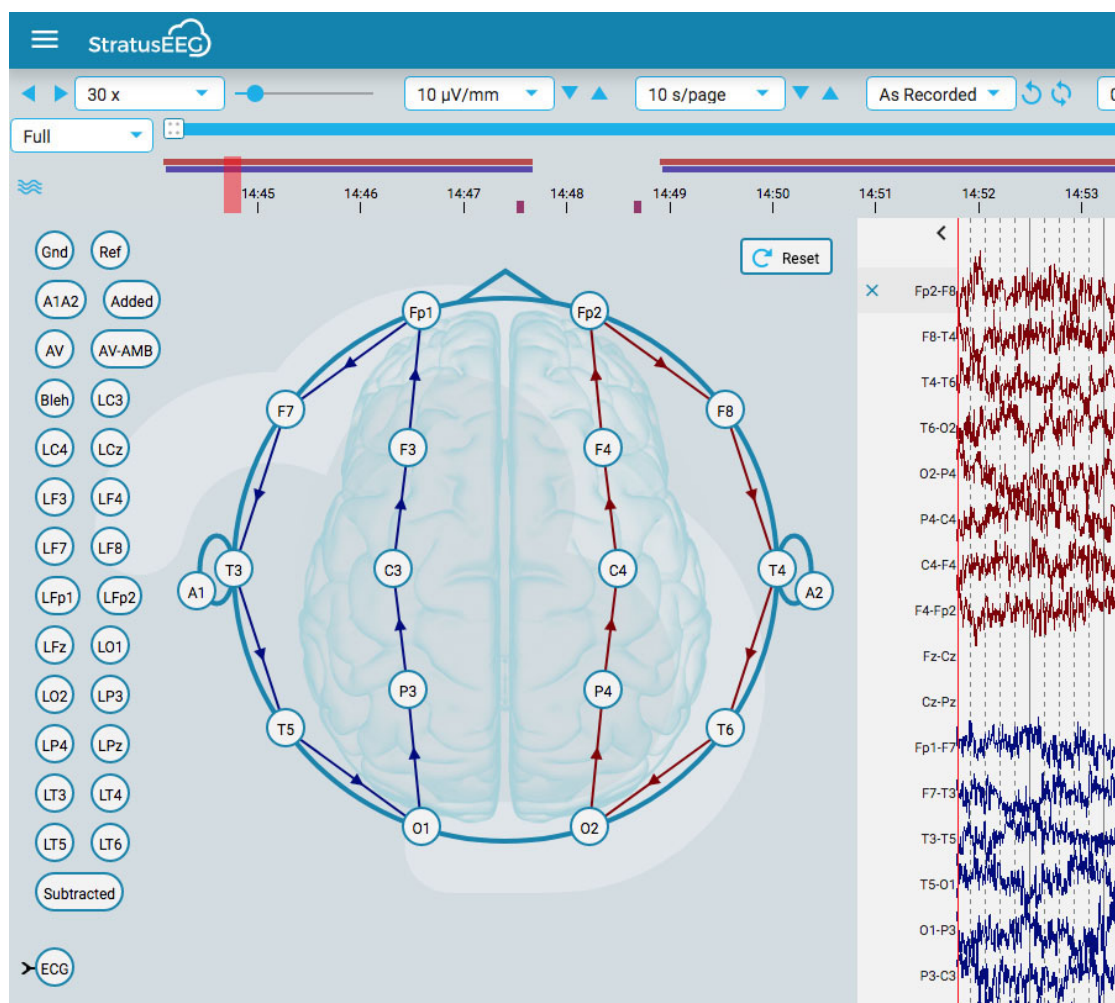 StratusEEG
30 x
10 µV/mm
10 s/page
As Recorded
Full
14:45 14:46 14:47 14:48 14:49 14:50 14:51 14:52 14:53
Gnd Ref
A1A2 Added
AV AV-AMB
Bleh LC3
LC4 LCz
LF3 LF4
LF7 LF8
LFp1 LFp2
LFz LO1
LO2 LP3
LP4 LPz
LT3 LT4
LT5 LT6
Subtracted
ECG
Reset
Fp1 Fp2
F7 F8
F3 F4
A1 T3 C3 C4 T4 A2
P3 P4
T5 T6
O1 O2
Fp2-F8
F8-T4
T4-T6
T6-O2
O2-P4
P4-C4
C4-F4
F4-Fp2
Fz-Cz
Cz-Pz
Fp1-F7
F7-T3
T3-T5
T5-O1
O1-P3
P3-C3